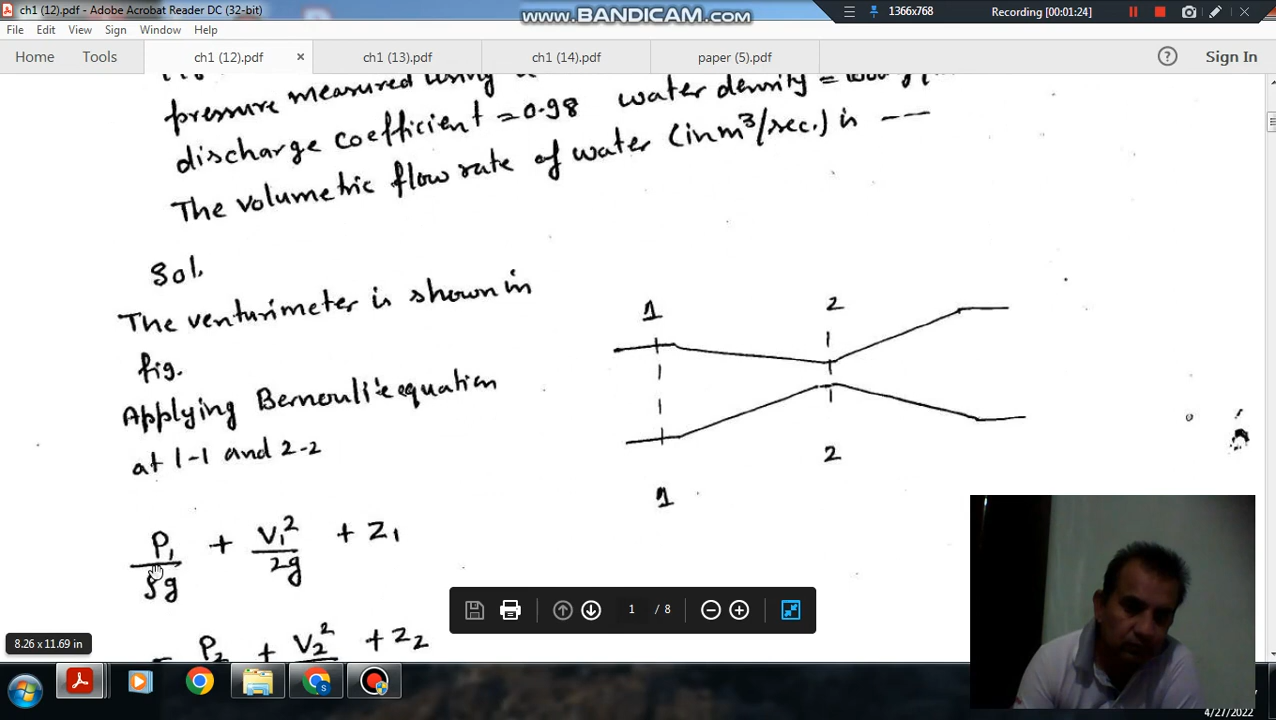 ch1 (12).pdf - Adobe Acrobat Reader DC (32-bit)
www.BANDICAM.com
1366x768
Recording [00:01:24]
File Edit View Sign Window Help
Home Tools ch1 (12).pdf × ch1 (13).pdf ch1 (14).pdf paper (5).pdf ? Sign In
pressure measured using
discharge coefficient = 0.98 water density =
The volumetric flow rate of water (in m³/sec.) is ---
Sol.
The venturimeter is shown in
fig.
Applying Bernoulie equation
at 1-1 and 2-2
1
2
2
1
P₁/ρg + V₁²/2g + Z₁
= P₂ + V₂² + Z₂
1 / 8
8.26 x 11.69 in
4/27/2022